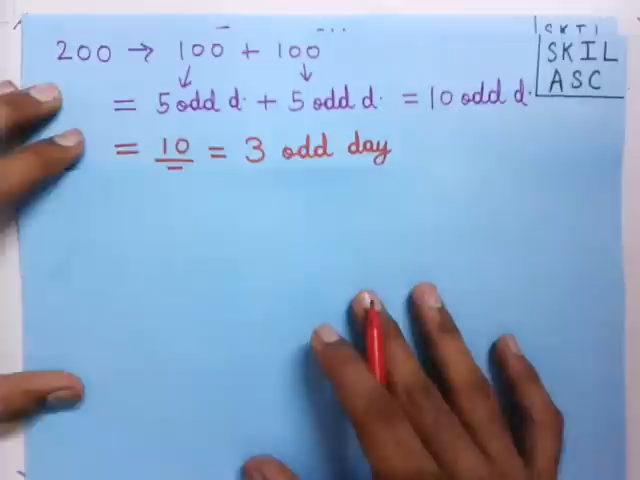 200 → 100 + 100
= 5 odd d. + 5 odd d. = 10 odd d.
= 10 = 3 odd day
SKIL
ASC